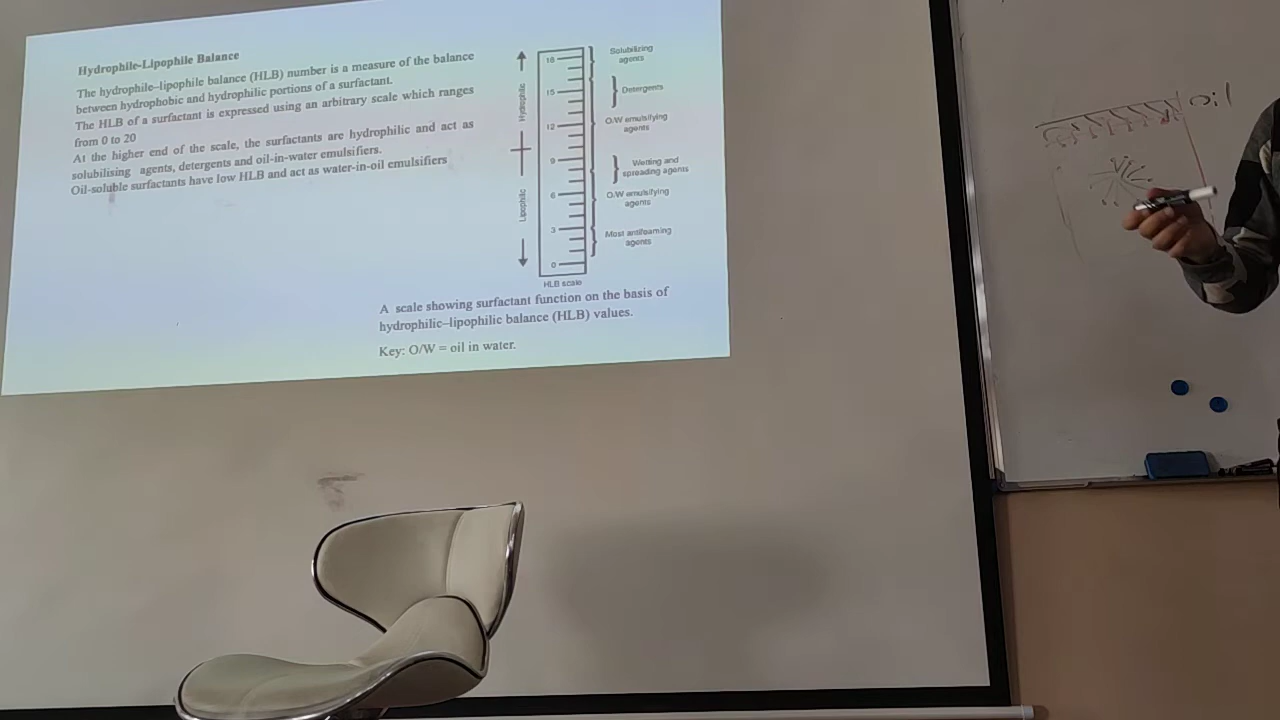 Hydrophile-Lipophile Balance
The hydrophile–lipophile balance (HLB) number is a measure of the balance
between hydrophobic and hydrophilic portions of a surfactant.
The HLB of a surfactant is expressed using an arbitrary scale which ranges
from 0 to 20
At the higher end of the scale, the surfactants are hydrophilic and act as
solubilising agents, detergents and oil-in-water emulsifiers.
Oil-soluble surfactants have low HLB and act as water-in-oil emulsifiers
Hydrophilic
Lipophilic
18
15
12
9
6
3
0
HLB scale
Solubilizing
agents
Detergents
O/W emulsifying
agents
Wetting and
spreading agents
O/W emulsifying
agents
Most antifoaming
agents
A scale showing surfactant function on the basis of
hydrophilic–lipophilic balance (HLB) values.
Key: O/W = oil in water.
Oil